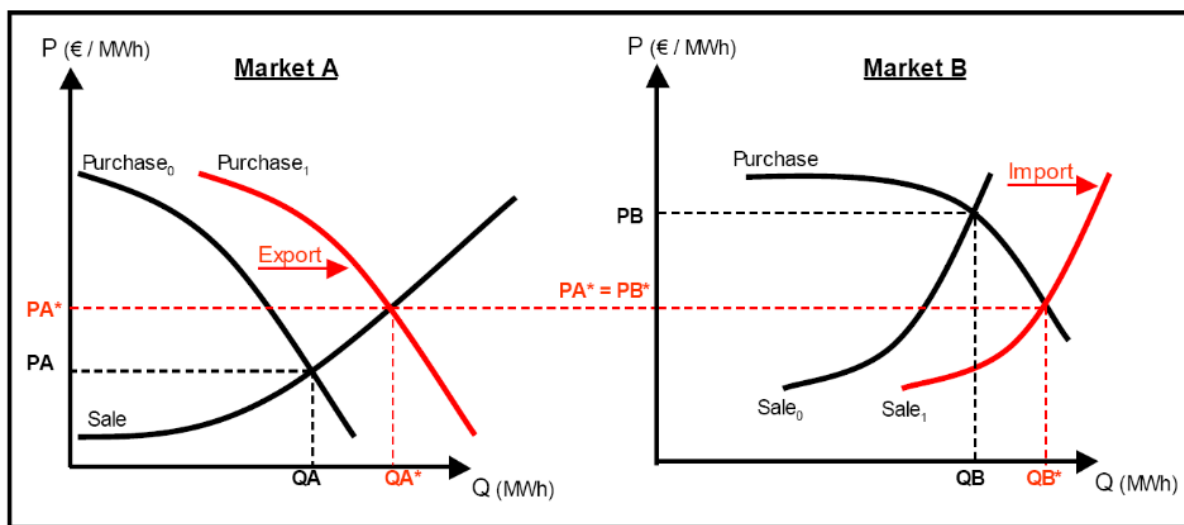 P (€ / MWh)
Market A
Purchase₀
Purchase₁
Export
PA*
PA
Sale
QA
QA*
Q (MWh)
P (€ / MWh)
Market B
Purchase
Import
PB
PA* = PB*
Sale₀
Sale₁
QB
QB*
Q (MWh)